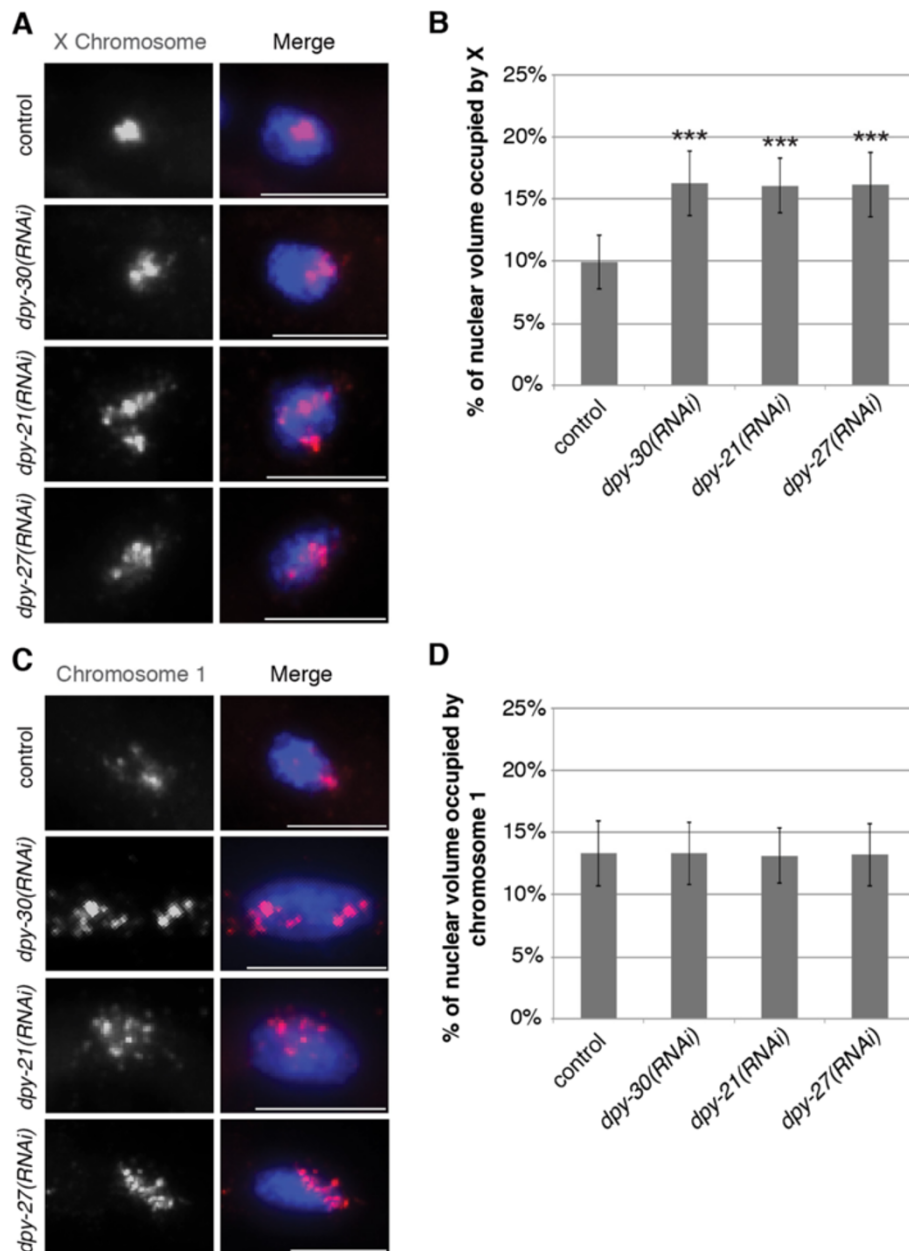 A
X Chromosome
Merge
control
dpy-30(RNAi)
dpy-21(RNAi)
dpy-27(RNAi)
B
% of nuclear volume occupied by X
25%
20%
15%
10%
5%
0%
***
***
***
control
dpy-30(RNAi)
dpy-21(RNAi)
dpy-27(RNAi)
C
Chromosome 1
Merge
control
dpy-30(RNAi)
dpy-21(RNAi)
dpy-27(RNAi)
D
% of nuclear volume occupied by
chromosome 1
25%
20%
15%
10%
5%
0%
control
dpy-30(RNAi)
dpy-21(RNAi)
dpy-27(RNAi)